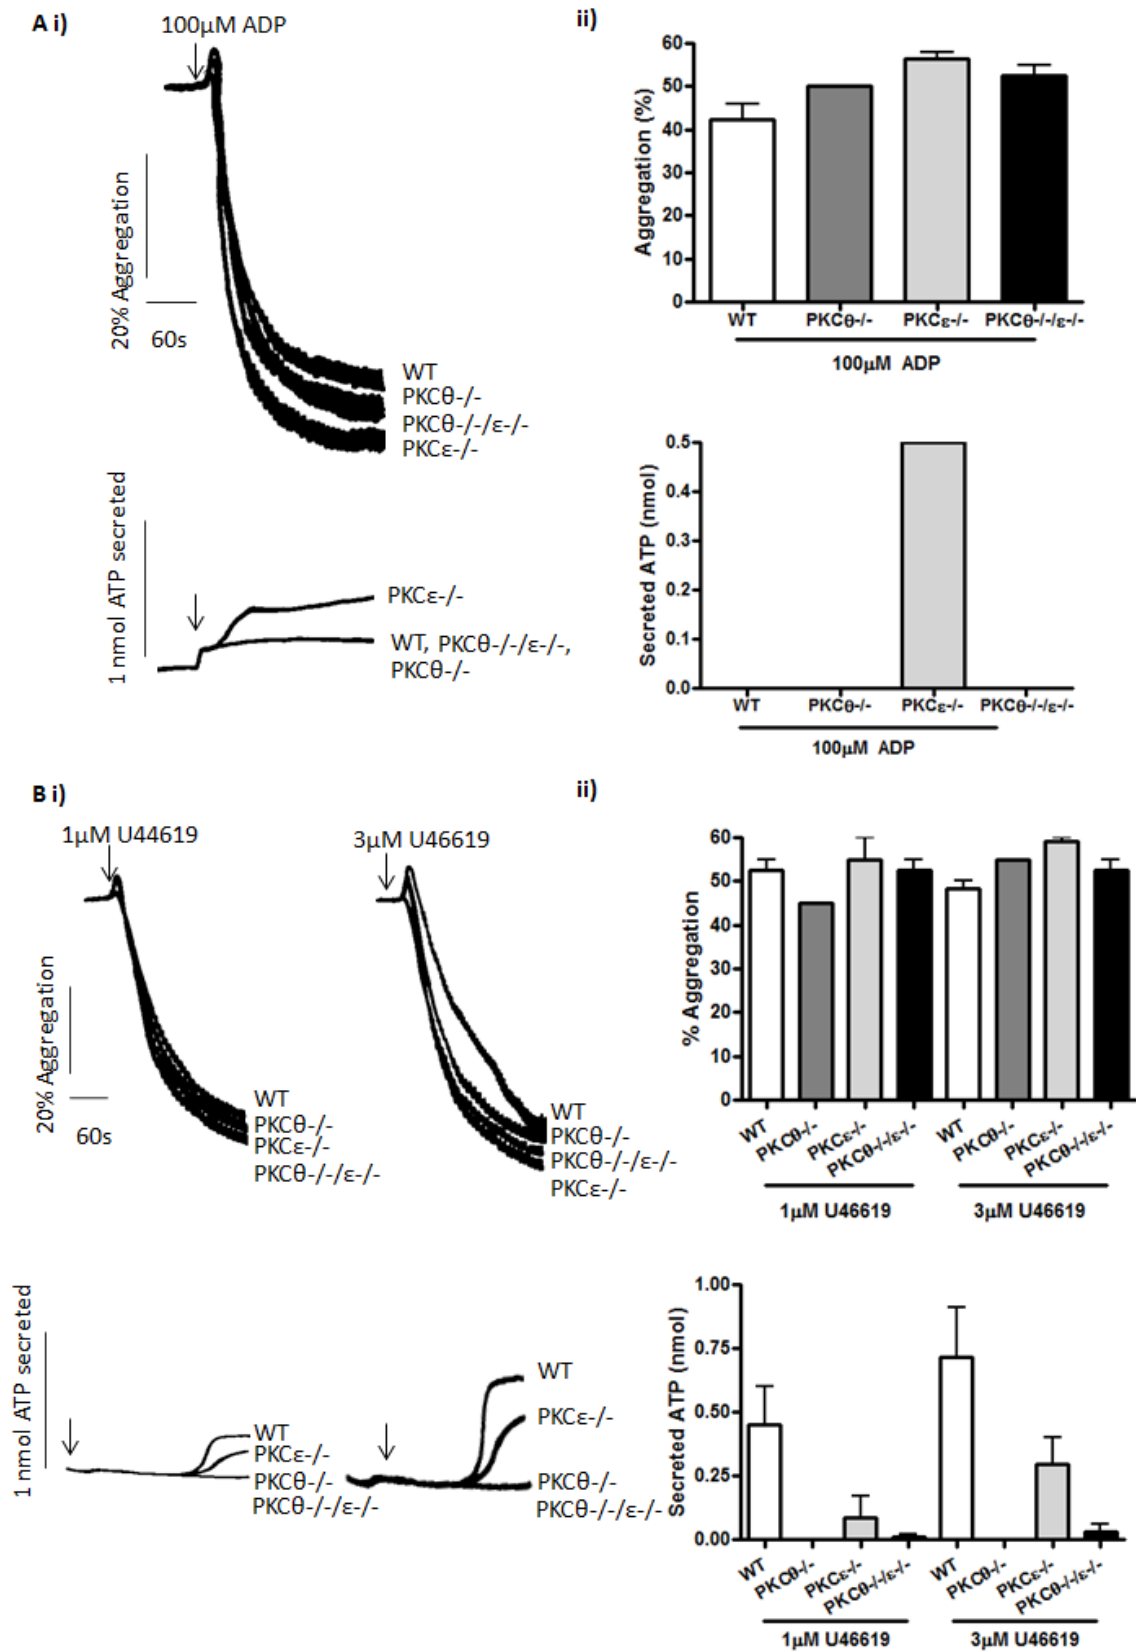 A i)
100µM ADP
20% Aggregation
60s
WT
PKCθ-/-
PKCθ-/-/ε-/-
PKCε-/-
1 nmol ATP secreted
PKCε-/-
WT, PKCθ-/-/ε-/-,
PKCθ-/-
ii)
Aggregation (%)
60
50
40
30
20
10
0
WT PKCθ-/- PKCε-/- PKCθ-/-/ε-/-
100µM ADP
Secreted ATP (nmol)
0.5
0.4
0.3
0.2
0.1
0.0
WT PKCθ-/- PKCε-/- PKCθ-/-/ε-/-
100µM ADP
B i)
1µM U44619
3µM U46619
20% Aggregation
60s
WT
PKCθ-/-
PKCε-/-
PKCθ-/-/ε-/-
WT
PKCθ-/-
PKCθ-/-/ε-/-
PKCε-/-
1 nmol ATP secreted
WT
PKCε-/-
PKCθ-/-
PKCθ-/-/ε-/-
WT
PKCε-/-
PKCθ-/-
PKCθ-/-/ε-/-
ii)
% Aggregation
60
50
40
30
20
10
0
WT PKCθ-/- PKCε-/- PKCθ-/-/ε-/- WT PKCθ-/- PKCε-/- PKCθ-/-/ε-/-
1µM U46619 3µM U46619
Secreted ATP (nmol)
1.00
0.75
0.50
0.25
0.00
WT PKCθ-/- PKCε-/- PKCθ-/-/ε-/- WT PKCθ-/- PKCε-/- PKCθ-/-/ε-/-
1µM U46619 3µM U46619